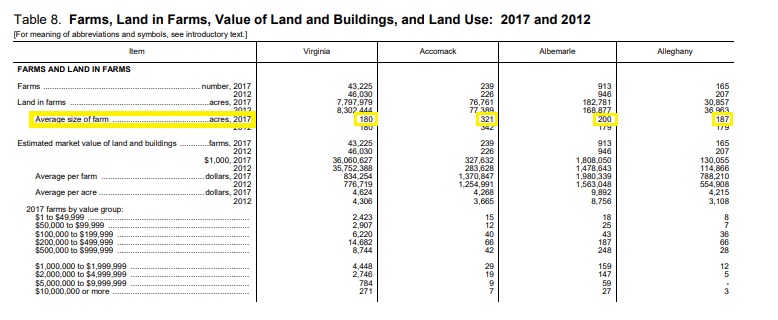 Table 8. Farms, Land in Farms, Value of Land and Buildings, and Land Use: 2017 and 2012
[For meaning of abbreviations and symbols, see introductory text.]
Item Virginia Accomack Albemarle Alleghany
FARMS AND LAND IN FARMS
Farms number, 2017 43,225 239 913 165
2012 46,030 226 946 207
Land in farms acres, 2017 7,797,979 76,761 182,781 30,857
2012 8,302,444 77,389 168,877 36,963
Average size of farm acres, 2017 180 321 200 187
2012 180 342 179 179
Estimated market value of land and buildings farms, 2017 43,225 239 913 165
2012 46,030 226 946 207
$1,000, 2017 36,060,627 327,632 1,808,050 130,055
2012 35,752,388 283,628 1,478,643 114,866
Average per farm dollars, 2017 834,254 1,370,847 1,980,339 788,210
2012 776,719 1,254,991 1,563,048 554,908
Average per acre dollars, 2017 4,624 4,268 9,892 4,215
2012 4,306 3,665 8,756 3,108
2017 farms by value group:
$1 to $49,999 2,423 15 18 8
$50,000 to $99,999 2,907 12 25 7
$100,000 to $199,999 6,220 40 43 36
$200,000 to $499,999 14,682 66 187 66
$500,000 to $999,999 8,744 42 248 28
$1,000,000 to $1,999,999 4,448 29 159 12
$2,000,000 to $4,999,999 2,746 19 147 5
$5,000,000 to $9,999,999 784 9 59 -
$10,000,000 or more 271 7 27 3